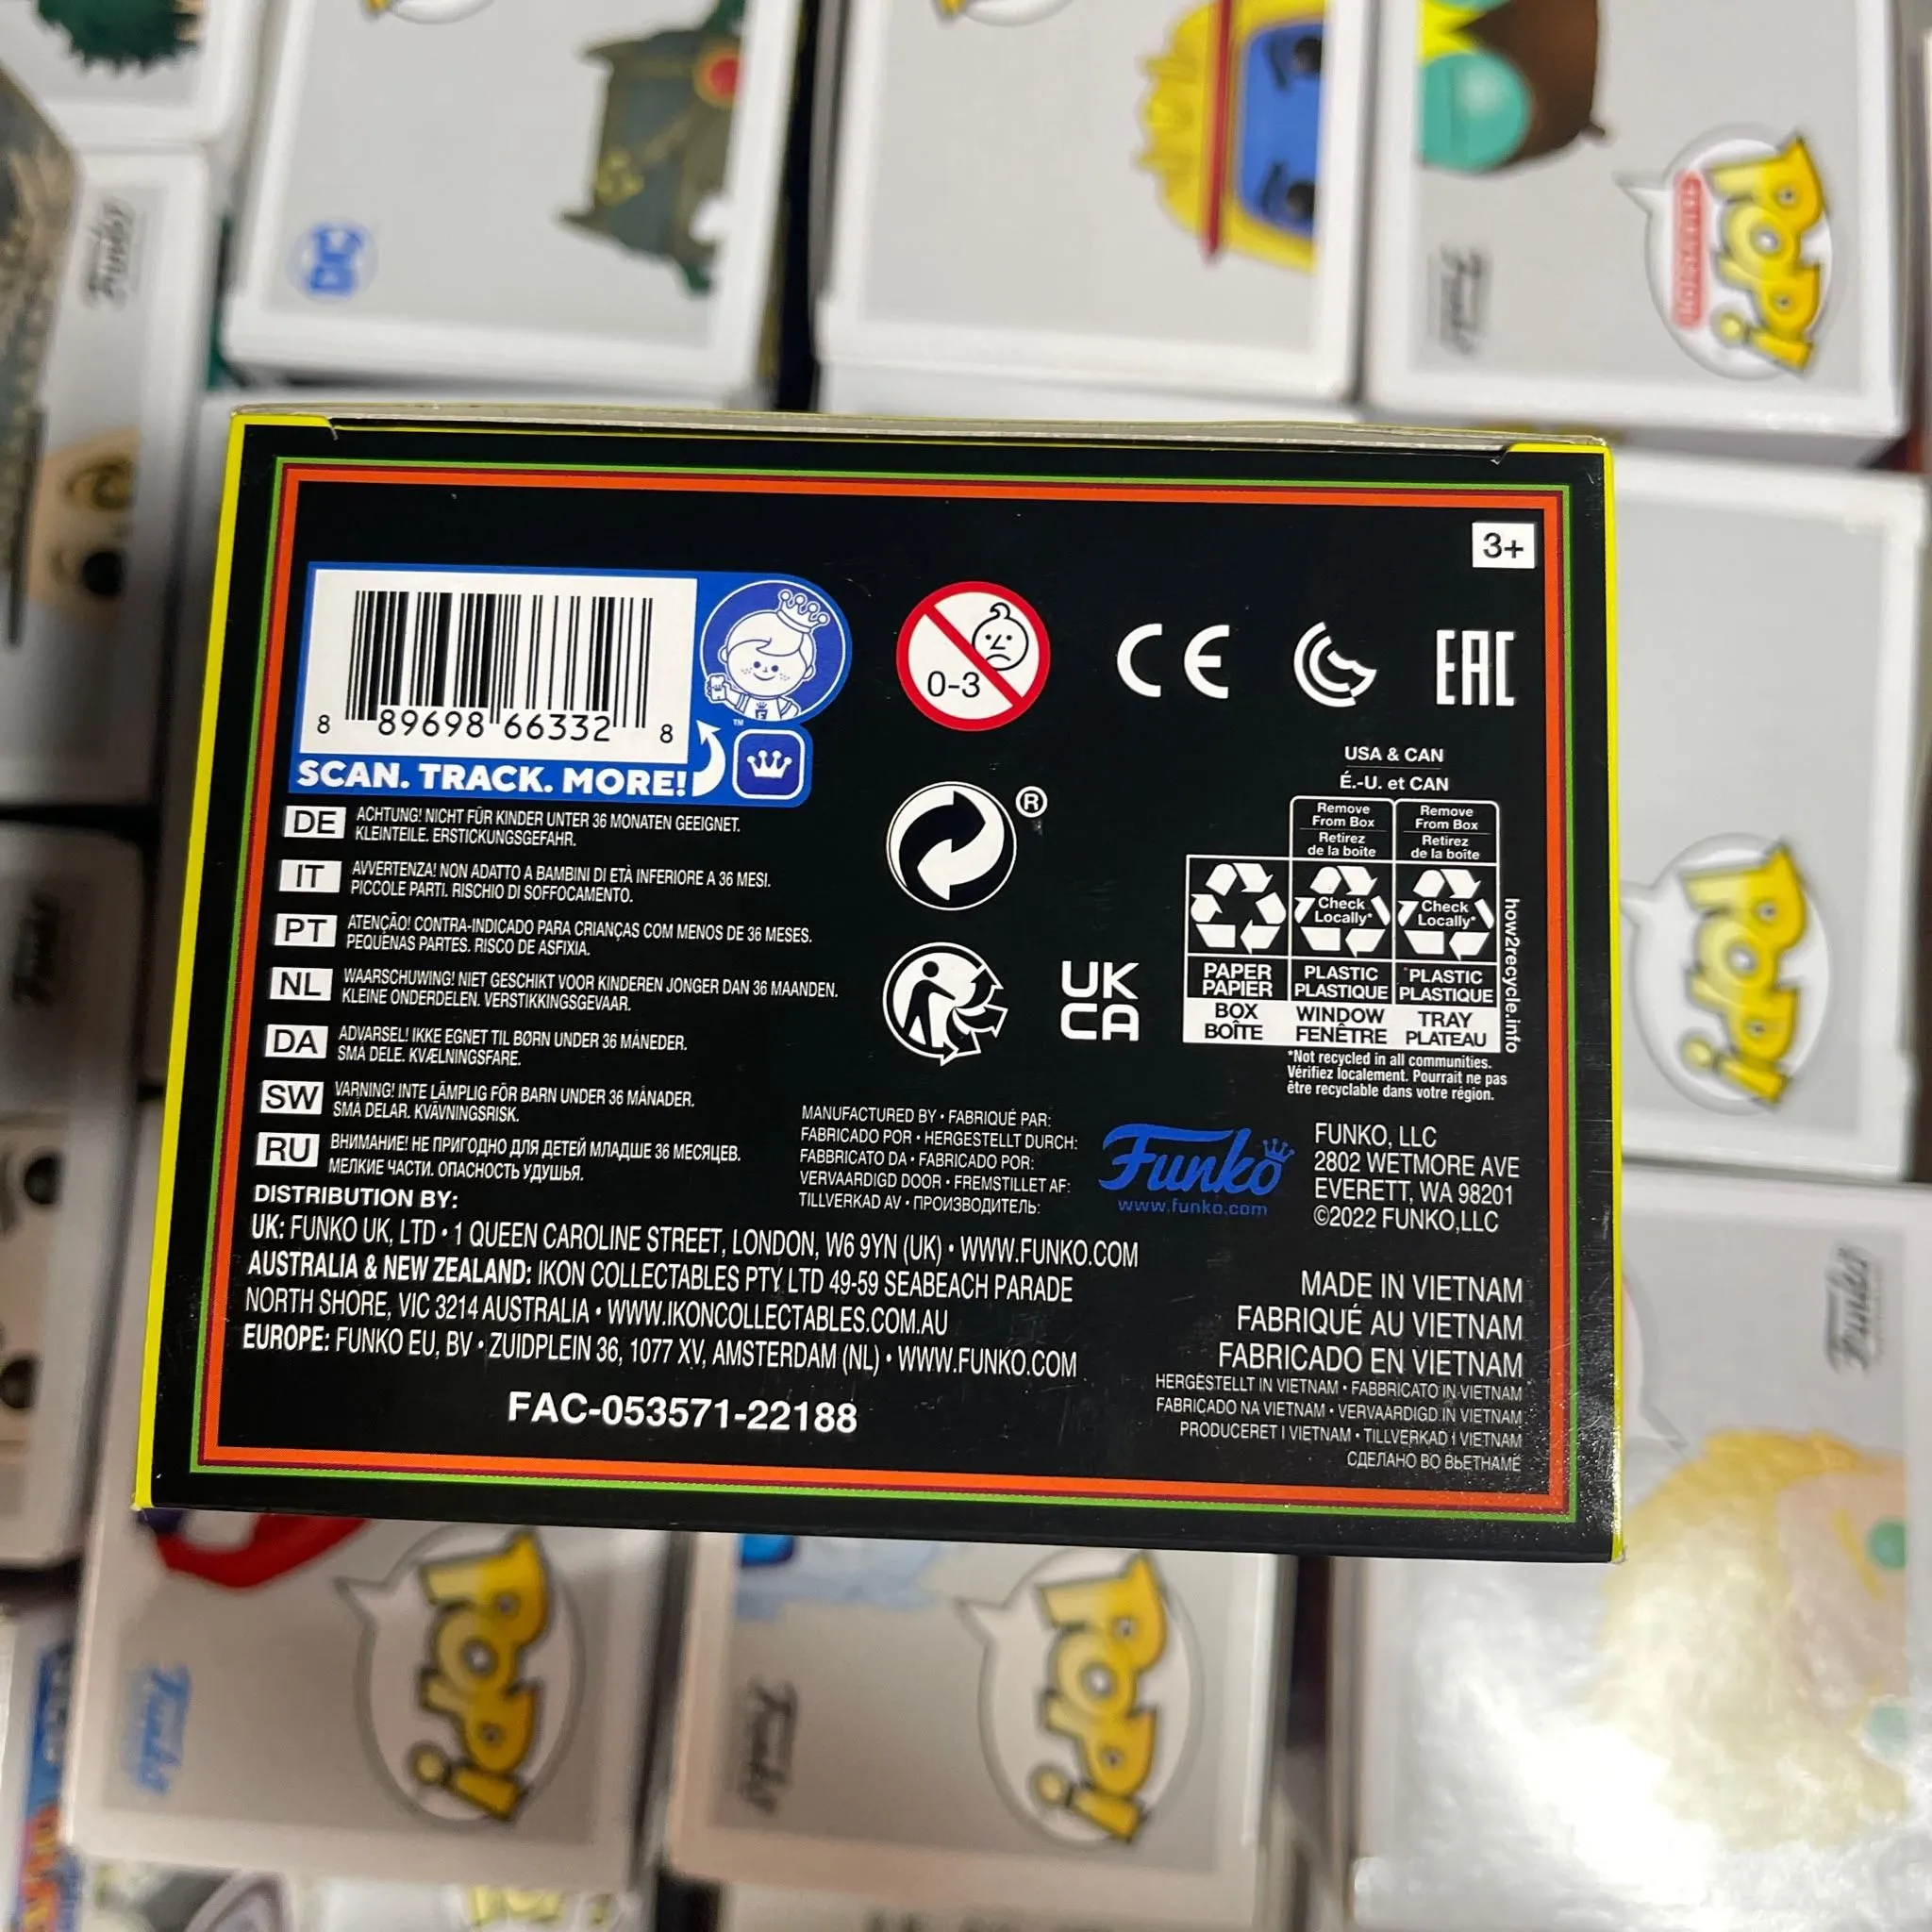 Funko
DC
Funko
POP!
3+
8 89698 66332 8
™
SCAN. TRACK. MORE!
0-3
CE
EAC
DE ACHTUNG! NICHT FÜR KINDER UNTER 36 MONATEN GEEIGNET.
KLEINTEILE. ERSTICKUNGSGEFAHR.
IT AVVERTENZA! NON ADATTO A BAMBINI DI ETÀ INFERIORE A 36 MESI.
PICCOLE PARTI. RISCHIO DI SOFFOCAMENTO.
PT ATENÇÃO! CONTRA-INDICADO PARA CRIANÇAS COM MENOS DE 36 MESES.
PEQUENAS PARTES. RISCO DE ASFIXIA.
NL WAARSCHUWING! NIET GESCHIKT VOOR KINDEREN JONGER DAN 36 MAANDEN.
KLEINE ONDERDELEN. VERSTIKKINGSGEVAAR.
DA ADVARSEL! IKKE EGNET TIL BØRN UNDER 36 MÅNEDER.
SMÅ DELE. KVÆLNINGSFARE.
SW VARNING! INTE LÄMPLIG FÖR BARN UNDER 36 MÅNADER.
SMÅ DELAR. KVÄVNINGSRISK.
RU ВНИМАНИЕ! НЕ ПРИГОДНО ДЛЯ ДЕТЕЙ МЛАДШЕ 36 МЕСЯЦЕВ.
МЕЛКИЕ ЧАСТИ. ОПАСНОСТЬ УДУШЬЯ.
®
UK
CA
USA & CAN
É.-U. et CAN
Remove From Box Retirez de la boîte
Remove From Box Retirez de la boîte
Check Locally*
Check Locally*
PAPER PAPIER
PLASTIC PLASTIQUE
PLASTIC PLASTIQUE
BOX BOÎTE
WINDOW FENÊTRE
TRAY PLATEAU
how2recycle.info
*Not recycled in all communities.
Vérifiez localement. Pourrait ne pas
être recyclable dans votre région.
MANUFACTURED BY • FABRIQUÉ PAR:
FABRICADO POR • HERGESTELLT DURCH:
FABBRICATO DA • FABRICADO POR:
VERVAARDIGD DOOR • FREMSTILLET AF:
TILLVERKAD AV • ПРОИЗВОДИТЕЛЬ:
Funko
www.funko.com
FUNKO, LLC
2802 WETMORE AVE
EVERETT, WA 98201
©2022 FUNKO,LLC
DISTRIBUTION BY:
UK: FUNKO UK, LTD • 1 QUEEN CAROLINE STREET, LONDON, W6 9YN (UK) • WWW.FUNKO.COM
AUSTRALIA & NEW ZEALAND: IKON COLLECTABLES PTY LTD 49-59 SEABEACH PARADE
NORTH SHORE, VIC 3214 AUSTRALIA • WWW.IKONCOLLECTABLES.COM.AU
EUROPE: FUNKO EU, BV • ZUIDPLEIN 36, 1077 XV, AMSTERDAM (NL) • WWW.FUNKO.COM
FAC-053571-22188
MADE IN VIETNAM
FABRIQUÉ AU VIETNAM
FABRICADO EN VIETNAM
HERGESTELLT IN VIETNAM • FABBRICATO IN VIETNAM
FABRICADO NA VIETNAM • VERVAARDIGD IN VIETNAM
PRODUCERET I VIETNAM • TILLVERKAD I VIETNAM
СДЕЛАНО ВО ВЬЕТНАМЕ
POP!
Funko
Funko
POP!
Funko
POP!